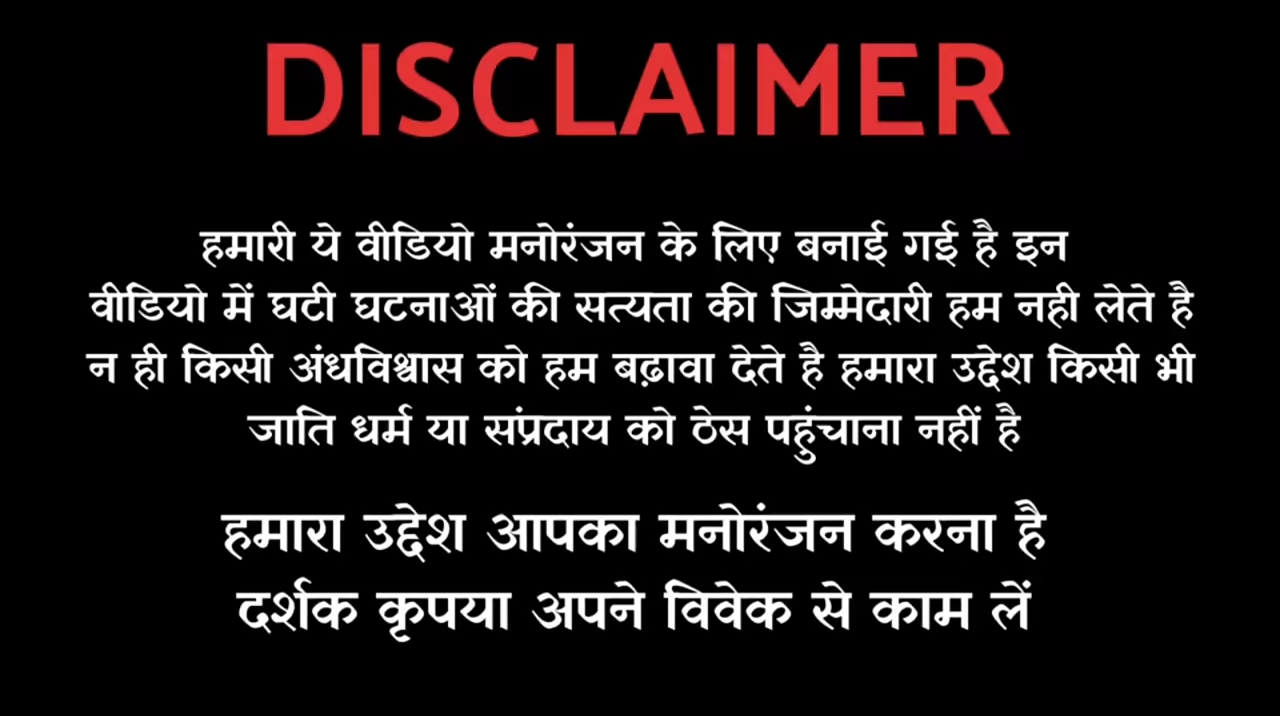 DISCLAIMER
हमारी ये वीडियो मनोरंजन के लिए बनाई गई है इन
वीडियो में घटी घटनाओं की सत्यता की जिम्मेदारी हम नही लेते है
न ही किसी अंधविश्वास को हम बढ़ावा देते है हमारा उद्देश किसी भी
जाति धर्म या संप्रदाय को ठेस पहुंचाना नहीं है
हमारा उद्देश आपका मनोरंजन करना है
दर्शक कृपया अपने विवेक से काम लें